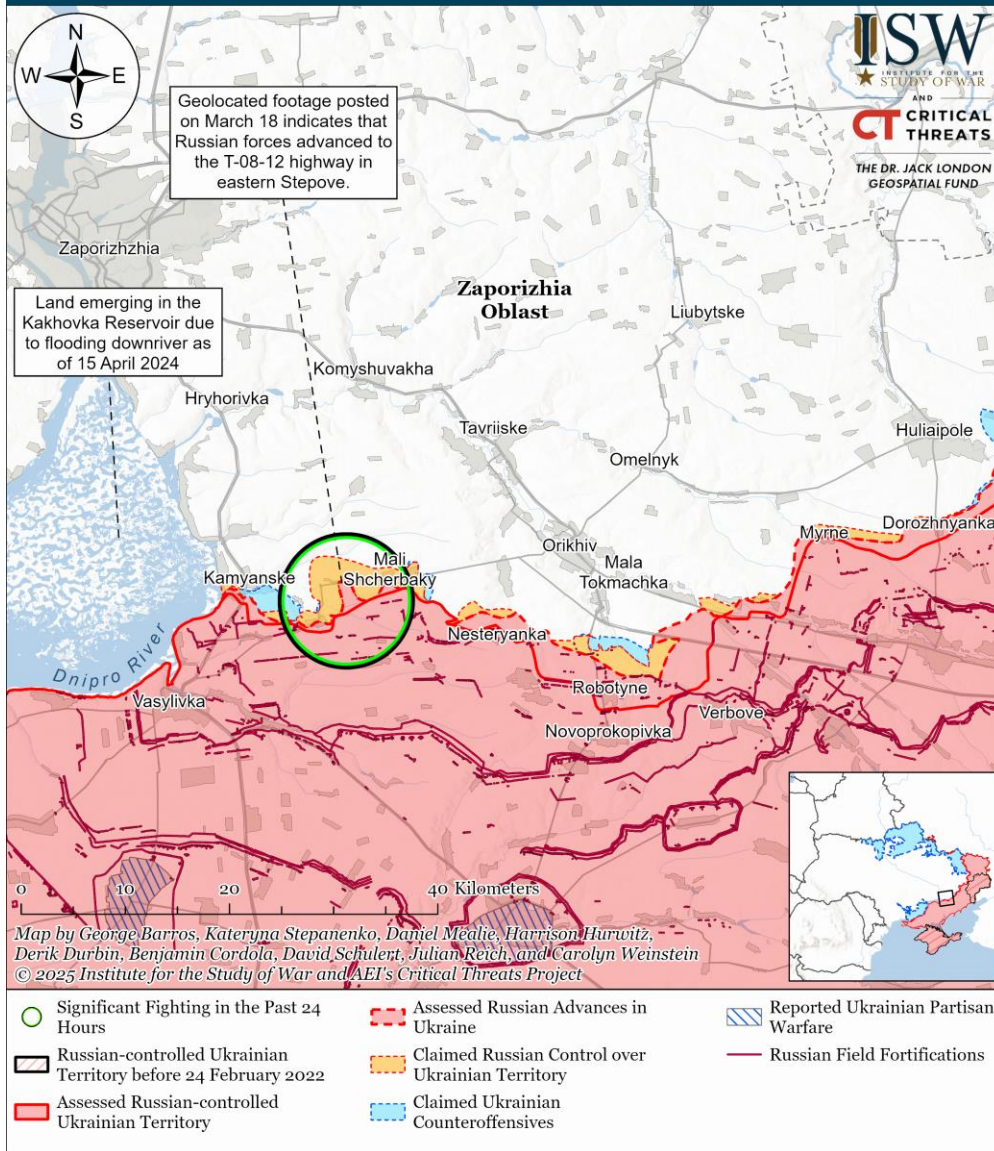 N
W E
S
ISW
INSTITUTE FOR THE
STUDY OF WAR
AND
CT CRITICAL
THREATS
THE DR. JACK LONDON
GEOSPATIAL FUND
Geolocated footage posted
on March 18 indicates that
Russian forces advanced to
the T-08-12 highway in
eastern Stepove.
Zaporizhzhia
Land emerging in the
Kakhovka Reservoir due
to flooding downriver as
of 15 April 2024
Zaporizhia
Oblast
Liubytske
Komyshuvakha
Hryhorivka
Tavriiske
Huliaipole
Omelnyk
Dorozhnyanka
Myrne
Orikhiv
Mali
Shcherbaky
Mala
Tokmachka
Kamyanske
Nesteryanka
Dnipro River
Robotyne
Vasylivka
Verbove
Novoprokopivka
0 10 20 40 Kilometers
Map by George Barros, Kateryna Stepanenko, Daniel Mealie, Harrison Hurwitz,
Derik Durbin, Benjamin Cordola, David Schulert, Julian Reich, and Carolyn Weinstein
© 2025 Institute for the Study of War and AEI's Critical Threats Project
Significant Fighting in the Past 24
Hours
Russian-controlled Ukrainian
Territory before 24 February 2022
Assessed Russian-controlled
Ukrainian Territory
Assessed Russian Advances in
Ukraine
Claimed Russian Control over
Ukrainian Territory
Claimed Ukrainian
Counteroffensives
Reported Ukrainian Partisan
Warfare
Russian Field Fortifications